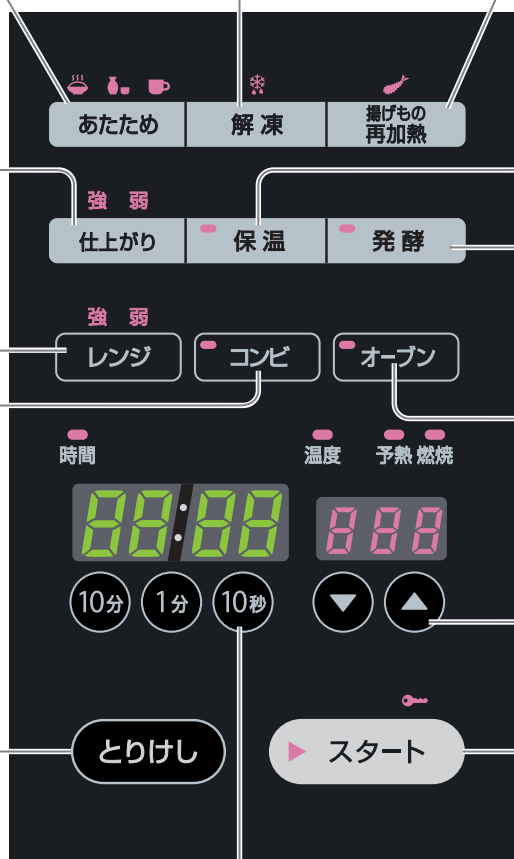 あたため 解凍 揚げもの
再加熱
強 弱
仕上がり 保温 発酵
強 弱
レンジ コンビ オーブン
時間 温度 予熱 燃焼
88:88 888
10分 1分 10秒 ▼ ▲
とりけし スタート